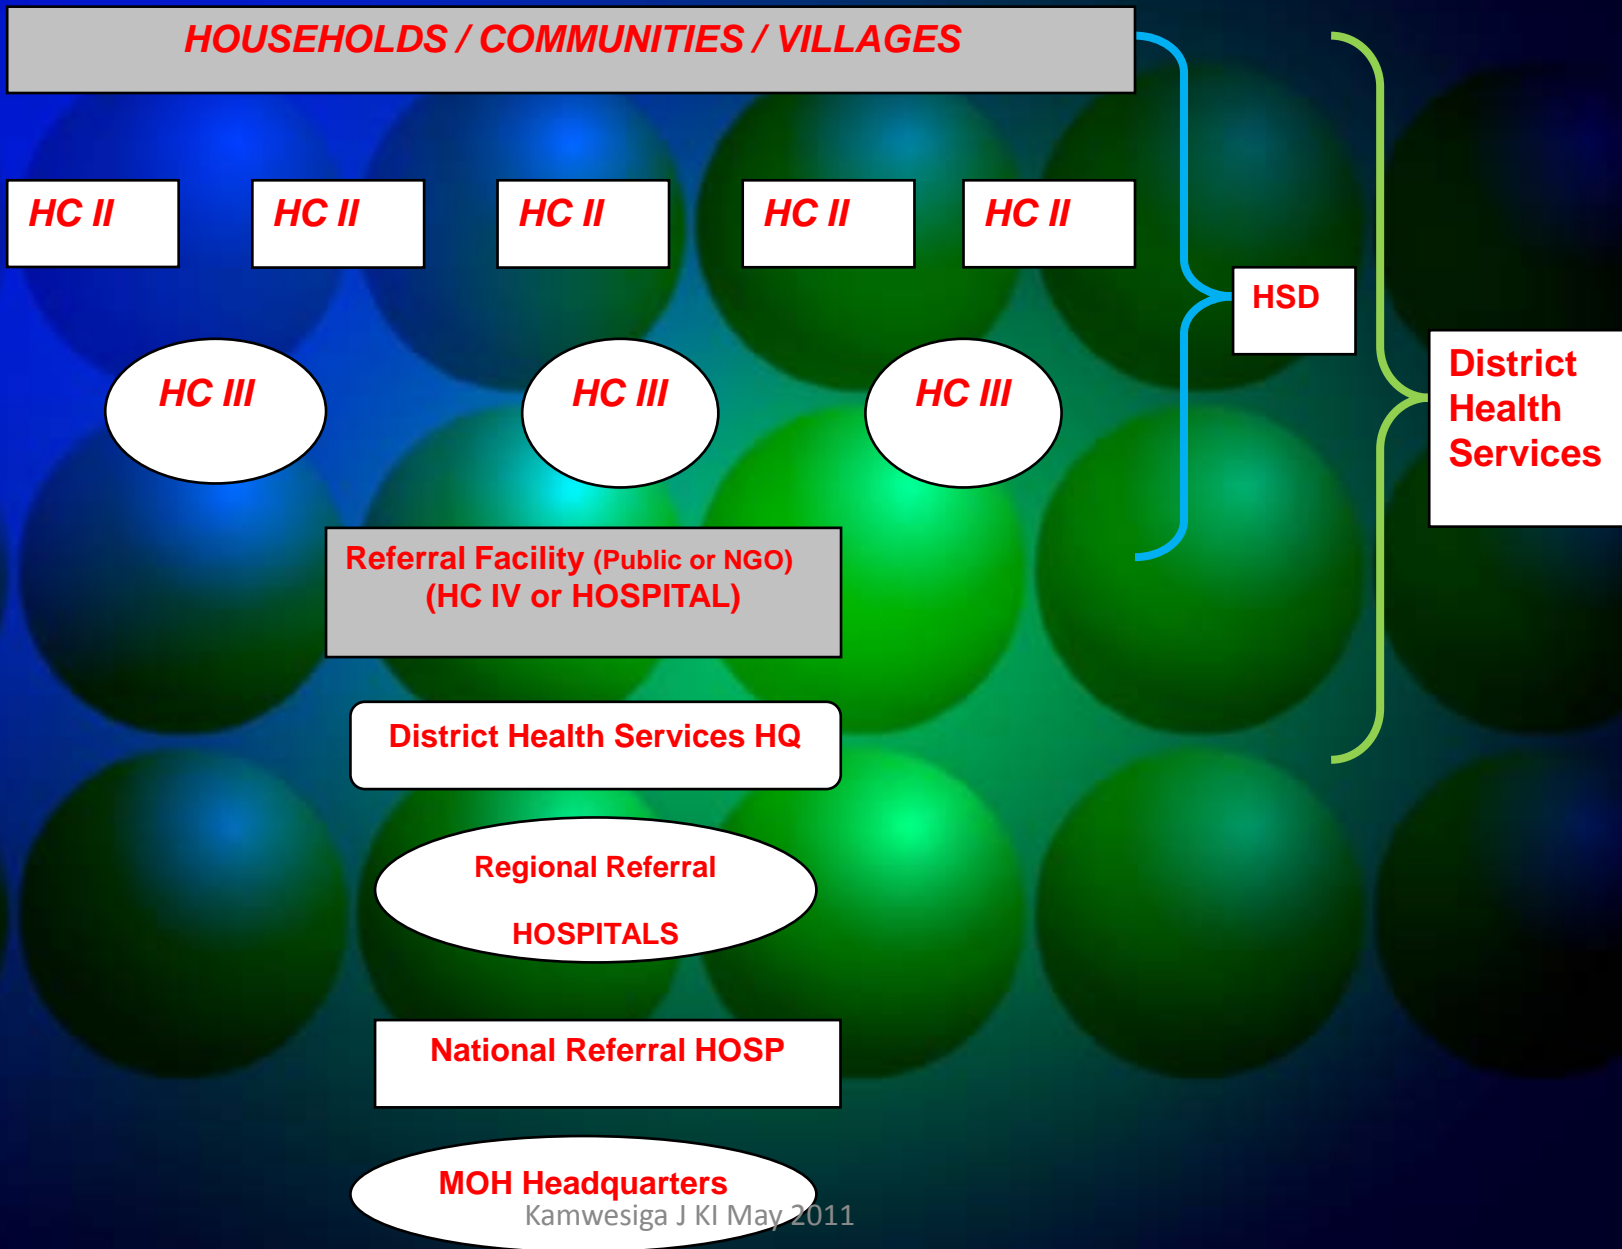 HOUSEHOLDS / COMMUNITIES / VILLAGES
HC II
HC II
HC II
HC II
HC II
HSD
HC III
HC III
HC III
District
Health
Services
Referral Facility (Public or NGO)
(HC IV or HOSPITAL)
District Health Services HQ
Regional Referral
HOSPITALS
National Referral HOSP
MOH Headquarters
Kamwesiga J KI May 2011